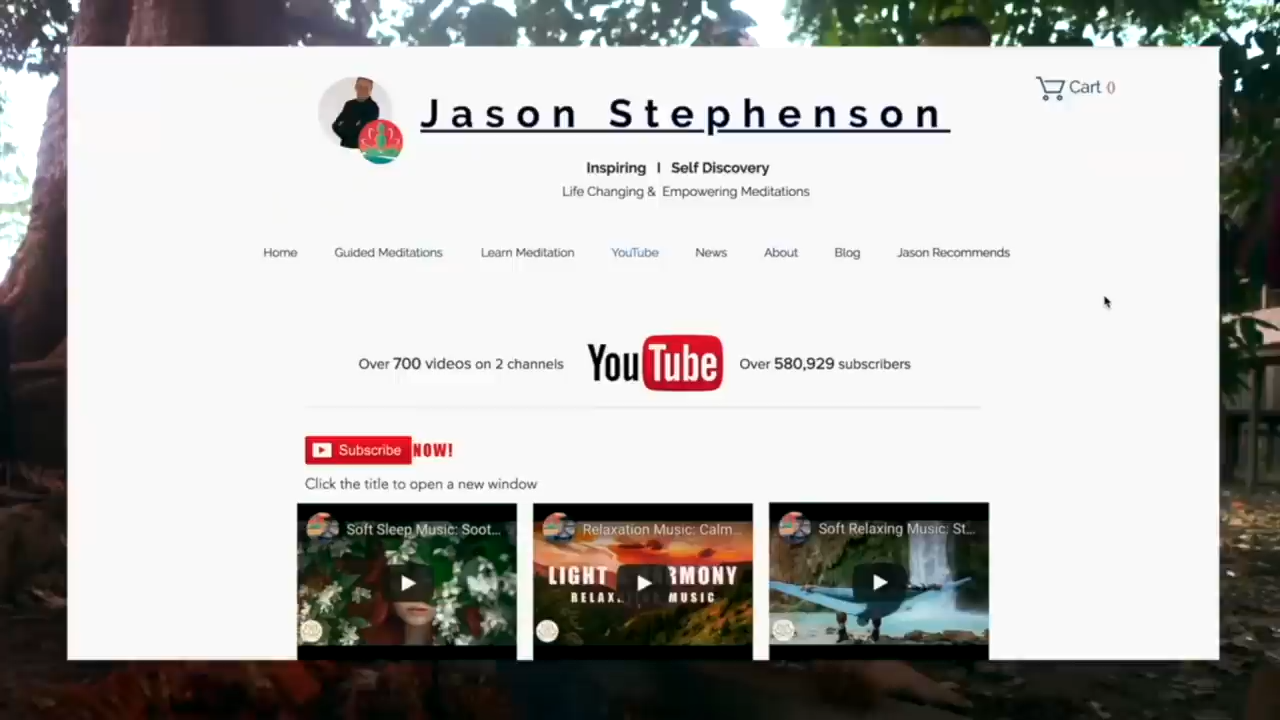 Cart 0
Jason Stephenson
Inspiring I Self Discovery
Life Changing & Empowering Meditations
Home Guided Meditations Learn Meditation YouTube News About Blog Jason Recommends
Over 700 videos on 2 channels YouTube Over 580,929 subscribers
Subscribe NOW!
Click the title to open a new window
Soft Sleep Music: Soot... Relaxation Music: Calm... Soft Relaxing Music: St...
LIGHT
MUSIC